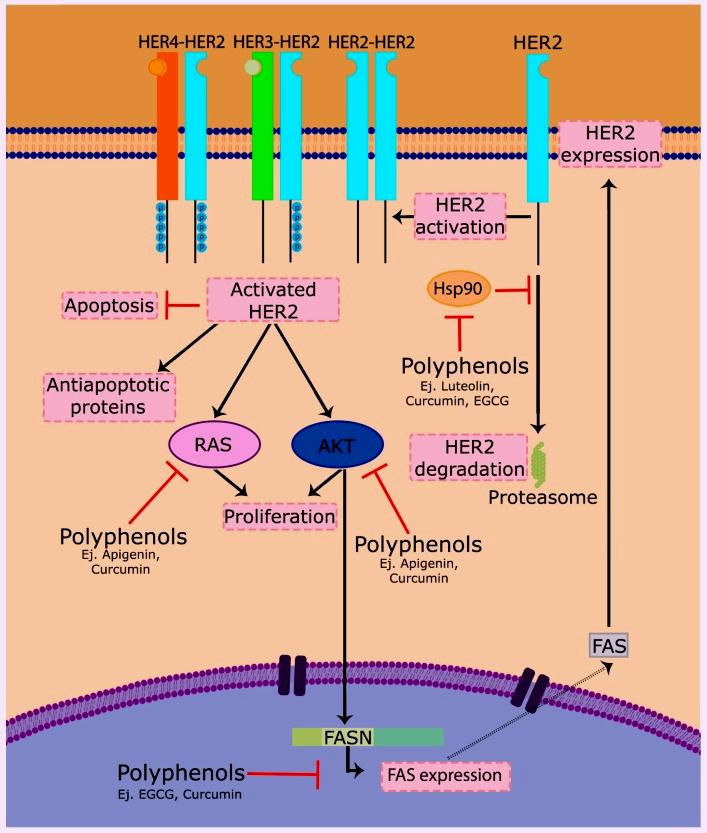 HER4-HER2 HER3-HER2 HER2-HER2
HER2
HER2
expression
HER2
activation
P P
P P
P P
P P
P P
P
P
P
P
P
Apoptosis
Activated
HER2
Hsp90
Antiapoptotic
proteins
Polyphenols
Ej. Luteolin,
Curcumin, EGCG
RAS
AKT
HER2
degradation
Proteasome
Proliferation
Polyphenols
Ej. Apigenin,
Curcumin
Polyphenols
Ej. Apigenin,
Curcumin
FAS
FASN
Polyphenols
Ej. EGCG, Curcumin
FAS expression